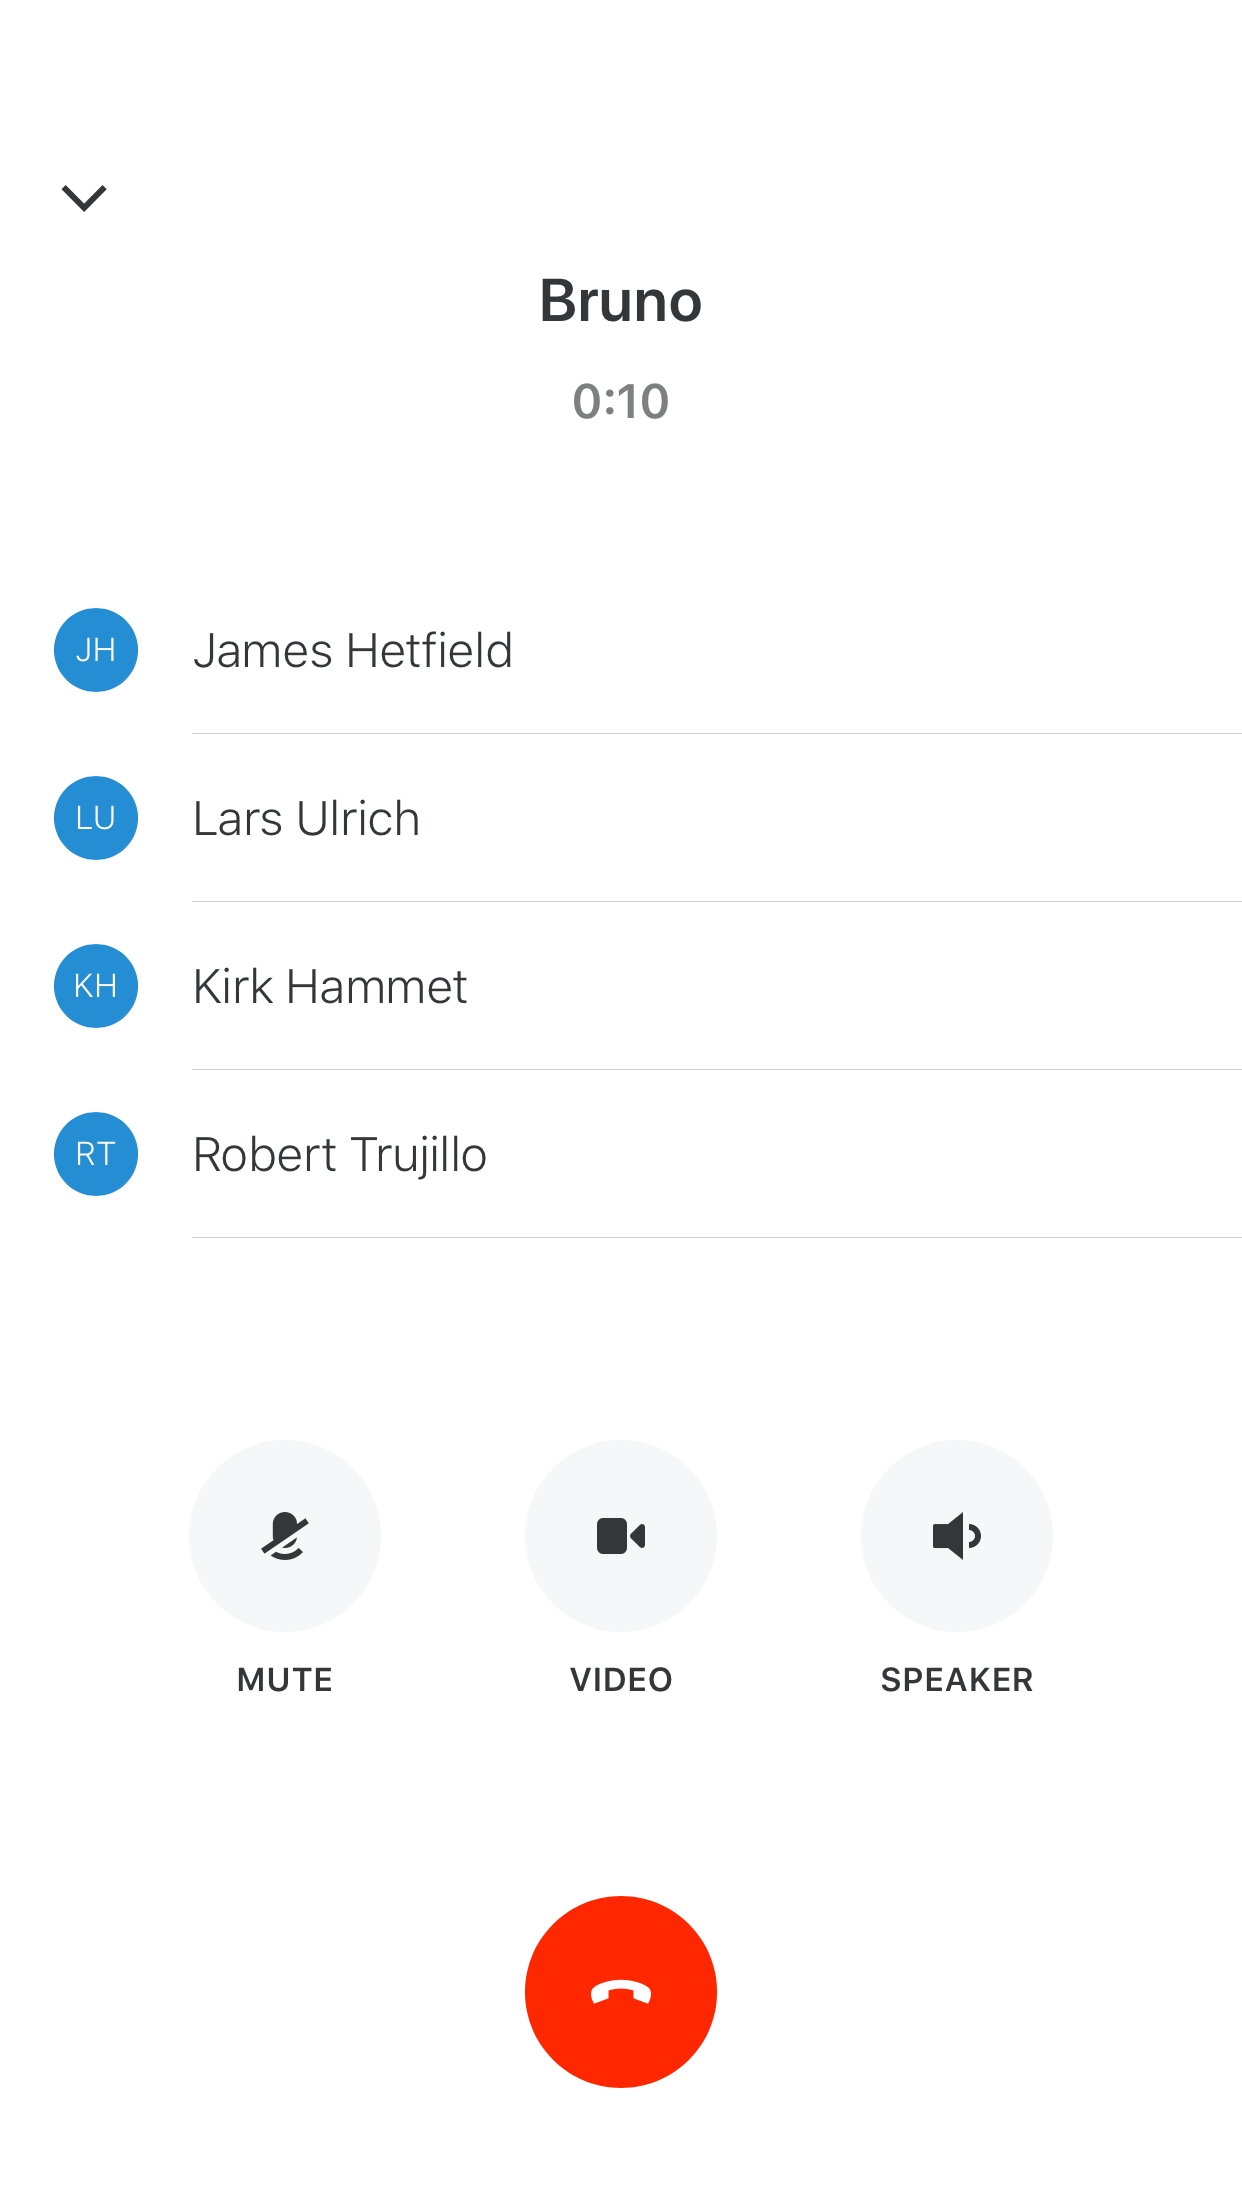 Bruno
0:10
JH James Hetfield
LU Lars Ulrich
KH Kirk Hammet
RT Robert Trujillo
MUTE VIDEO SPEAKER